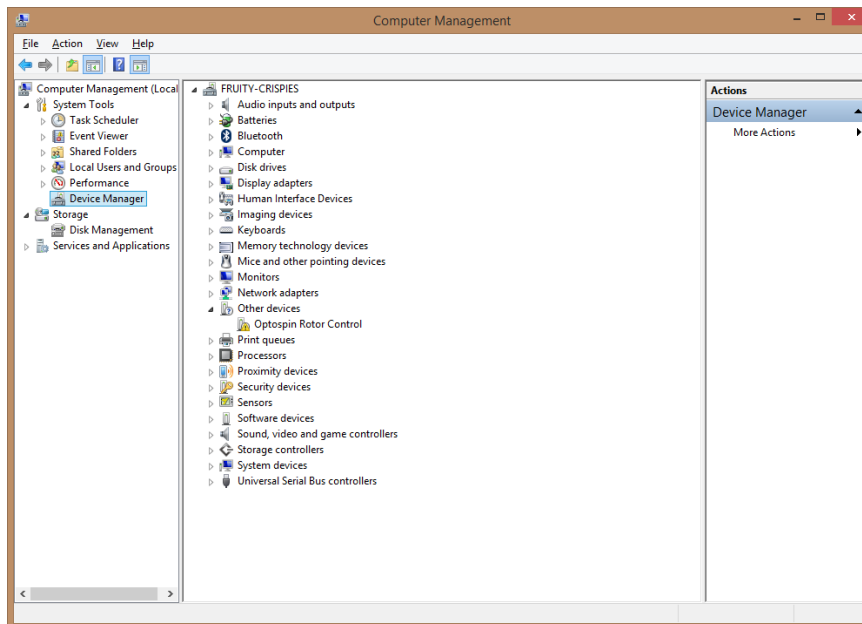 Computer Management
File Action View Help
Computer Management (Local
System Tools
Task Scheduler
Event Viewer
Shared Folders
Local Users and Groups
Performance
Device Manager
Storage
Disk Management
Services and Applications
FRUITY-CRISPIES
Audio inputs and outputs
Batteries
Bluetooth
Computer
Disk drives
Display adapters
Human Interface Devices
Imaging devices
Keyboards
Memory technology devices
Mice and other pointing devices
Monitors
Network adapters
Other devices
Optospin Rotor Control
Print queues
Processors
Proximity devices
Security devices
Sensors
Software devices
Sound, video and game controllers
Storage controllers
System devices
Universal Serial Bus controllers
Actions
Device Manager
More Actions